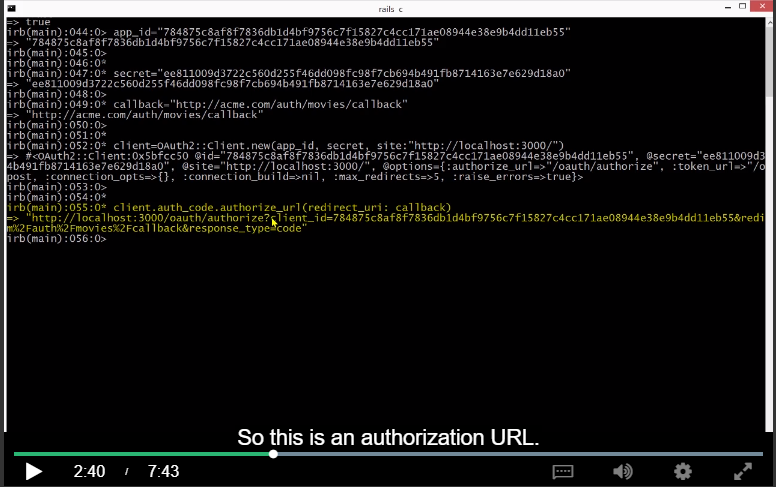 rails c
=> true
irb(main):044:0> app_id="784875c8af8f7836db1d4bf9756c7f15827c4cc171ae08944e38e9b4dd11eb55"
=> "784875c8af8f7836db1d4bf9756c7f15827c4cc171ae08944e38e9b4dd11eb55"
irb(main):045:0>
irb(main):046:0*
irb(main):047:0* secret="ee811009d3722c560d255f46dd098fc98f7cb694b491fb8714163e7e629d18a0"
=> "ee811009d3722c560d255f46dd098fc98f7cb694b491fb8714163e7e629d18a0"
irb(main):048:0>
irb(main):049:0* callback="http://acme.com/auth/movies/callback"
=> "http://acme.com/auth/movies/callback"
irb(main):050:0>
irb(main):051:0*
irb(main):052:0* client=OAuth2::Client.new(app_id, secret, site:"http://localhost:3000/")
=> #<OAuth2::Client:0x5bfcc50 @id="784875c8af8f7836db1d4bf9756c7f15827c4cc171ae08944e38e9b4dd11eb55", @secret="ee811009d3
4b491fb8714163e7e629d18a0", @site="http://localhost:3000/", @options={:authorize_url=>"/oauth/authorize", :token_url=>"/o
post, :connection_opts=>{}, :connection_build=>nil, :max_redirects=>5, :raise_errors=>true}>
irb(main):053:0>
irb(main):054:0*
irb(main):055:0* client.auth_code.authorize_url(redirect_uri: callback)
=> "http://localhost:3000/oauth/authorize?client_id=784875c8af8f7836db1d4bf9756c7f15827c4cc171ae08944e38e9b4dd11eb55&redi
m%2Fauth%2Fmovies%2Fcallback&response_type=code"
irb(main):056:0>
So this is an authorization URL.
2:40 / 7:43